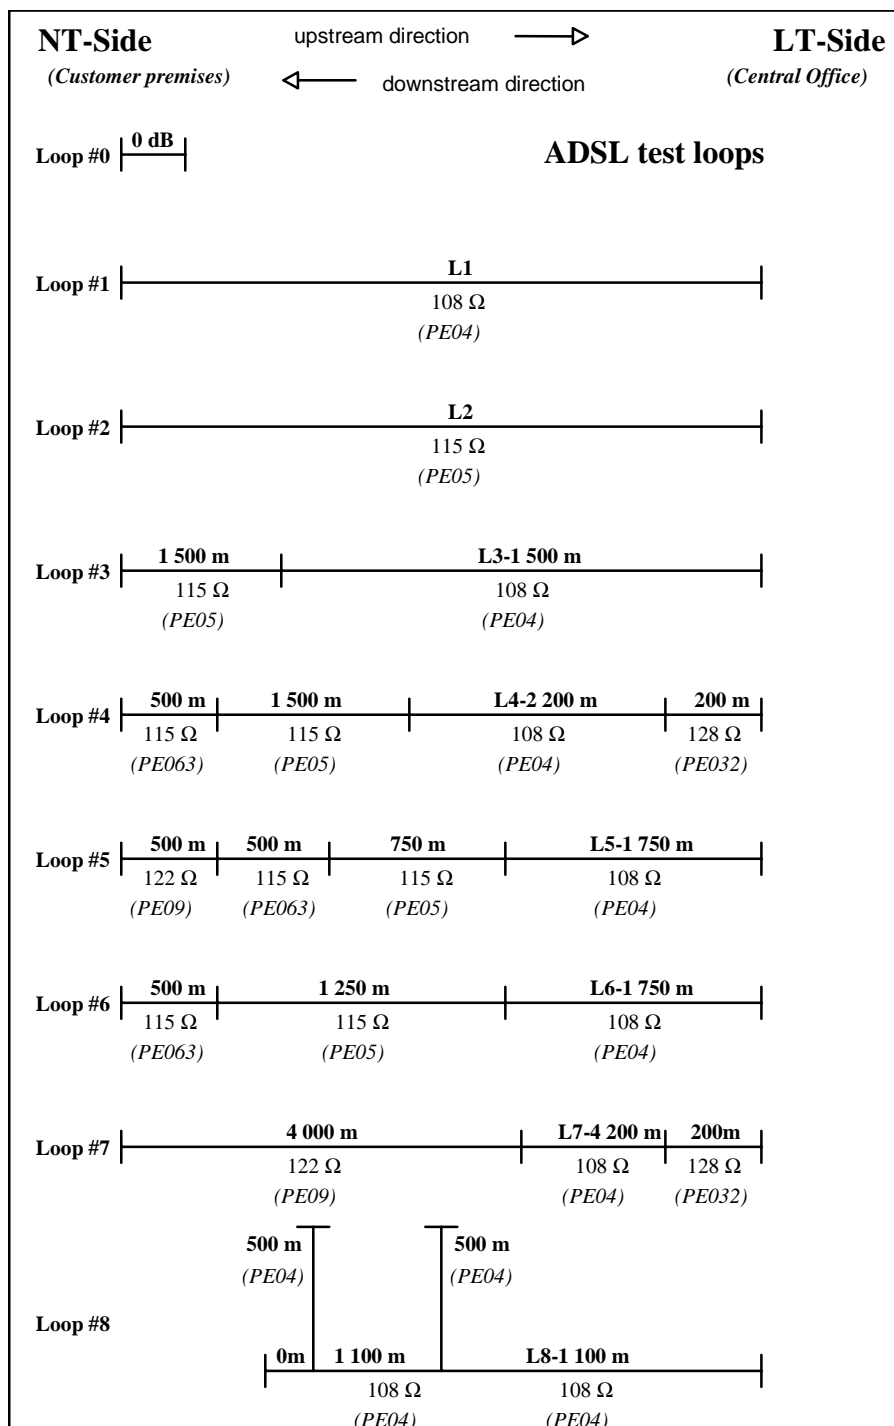 NT-Side upstream direction LT-Side
(Customer premises) downstream direction (Central Office)
Loop #0 0 dB ADSL test loops
L1
Loop #1
108 Ω
(PE04)
L2
Loop #2
115 Ω
(PE05)
1 500 m L3-1 500 m
Loop #3
115 Ω 108 Ω
(PE05) (PE04)
500 m 1 500 m L4-2 200 m 200 m
Loop #4
115 Ω 115 Ω 108 Ω 128 Ω
(PE063) (PE05) (PE04) (PE032)
500 m 500 m 750 m L5-1 750 m
Loop #5
122 Ω 115 Ω 115 Ω 108 Ω
(PE09) (PE063) (PE05) (PE04)
500 m 1 250 m L6-1 750 m
Loop #6
115 Ω 115 Ω 108 Ω
(PE063) (PE05) (PE04)
4 000 m L7-4 200 m 200m
Loop #7
122 Ω 108 Ω 128 Ω
(PE09) (PE04) (PE032)
500 m 500 m
(PE04) (PE04)
Loop #8
0m 1 100 m L8-1 100 m
108 Ω 108 Ω
(PE04) (PE04)